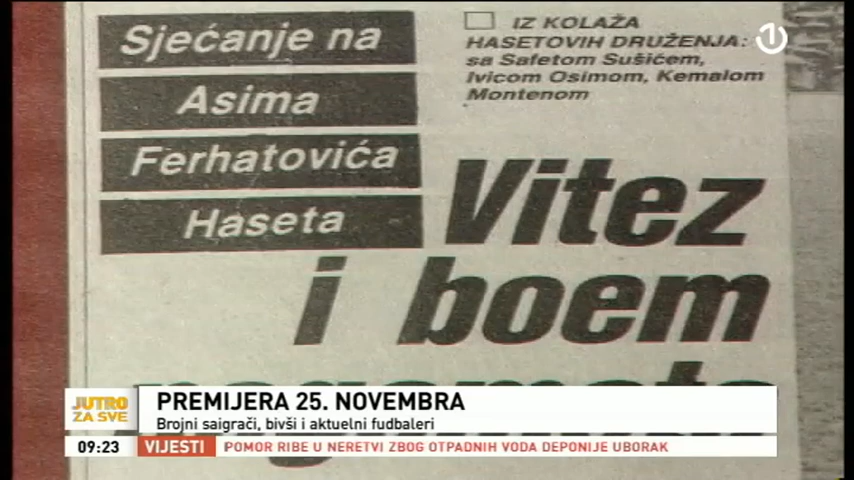 Sjećanje na
Asima
Ferhatovića
Haseta
IZ KOLAŽA
HASETOVIH DRUŽENJA:
sa Safetom Sušićem,
Ivicom Osimom, Kemalom
Montenom
Vitez
i boem
1
JUTRO
ZA SVE
PREMIJERA 25. NOVEMBRA
Brojni saigrači, bivši i aktuelni fudbaleri
09:23
VIJESTI
POMOR RIBE U NERETVI ZBOG OTPADNIH VODA DEPONIJE UBORAK